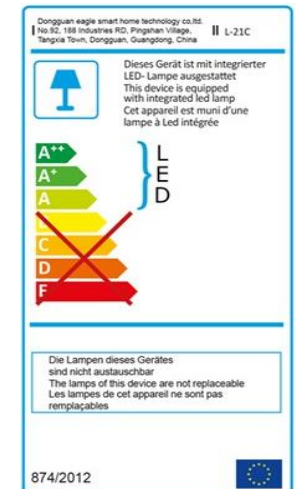 Dongguan eagle smart home technology co,ltd.
I No.92, 188 Industries RD, Pingshan Village, II L-21C
Tangxia Town, Dongguan, Guangdong, China
Dieses Gerät ist mit integrierter
LED- Lampe ausgestattet
This device is equipped
with integrated led lamp
Cet appareil est muni d'une
lampe à Led intégrée
A++
A+
A
C
D
F
L
E
D
Die Lampen dieses Gerätes
sind nicht austauschbar
The lamps of this device are not replaceable
Les lampes de cet appareil ne sont pas
remplaçables
874/2012